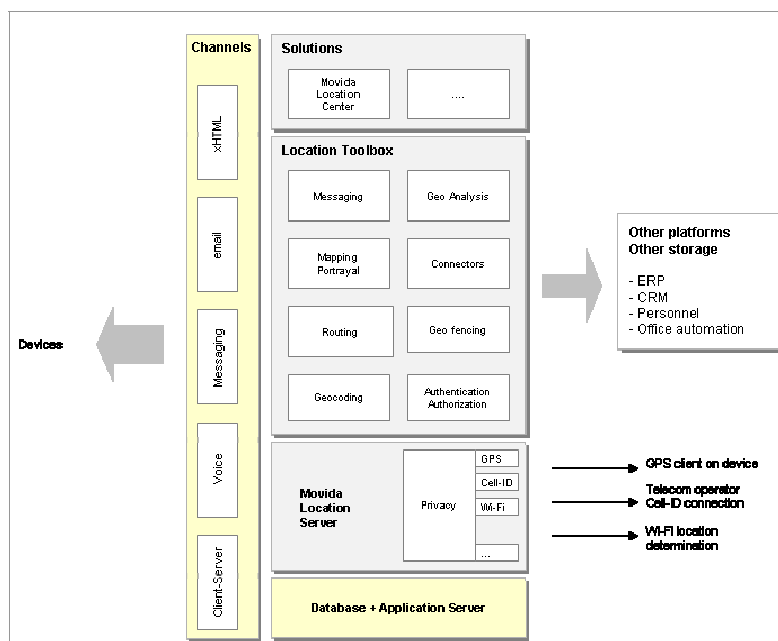 Channels
xHTML
email
Messaging
Voice
Client-Server
Solutions
Movida
Location
Center
....
Location Toolbox
Messaging
Geo Analysis
Mapping
Portrayal
Connectors
Routing
Geo fencing
Geocoding
Authentication
Authorization
Movida
Location
Server
Privacy
GPS
Cell-ID
Wi-Fi
...
Database + Application Server
Devices
Other platforms
Other storage
- ERP
- CRM
- Personnel
- Office automation
GPS client on device
Telecom operator
Cell-ID connection
Wi-Fi location
determination